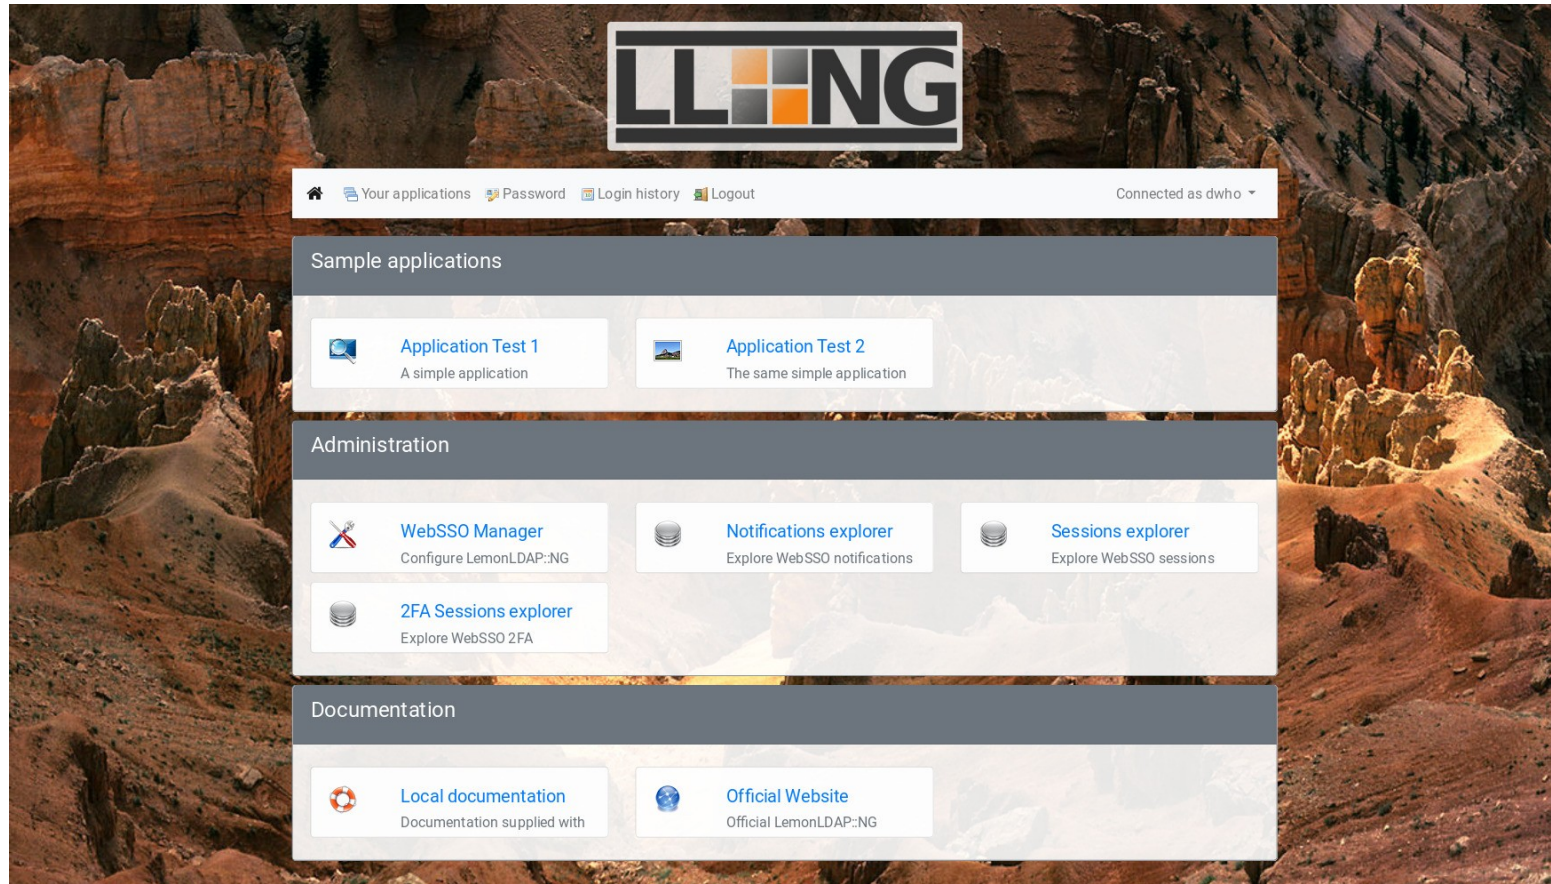 LL::NG
Your applications Password Login history Logout Connected as dwho
Sample applications
Application Test 1
A simple application
Application Test 2
The same simple application
Administration
WebSSO Manager
Configure LemonLDAP::NG
Notifications explorer
Explore WebSSO notifications
Sessions explorer
Explore WebSSO sessions
2FA Sessions explorer
Explore WebSSO 2FA
Documentation
Local documentation
Documentation supplied with
Official Website
Official LemonLDAP::NG